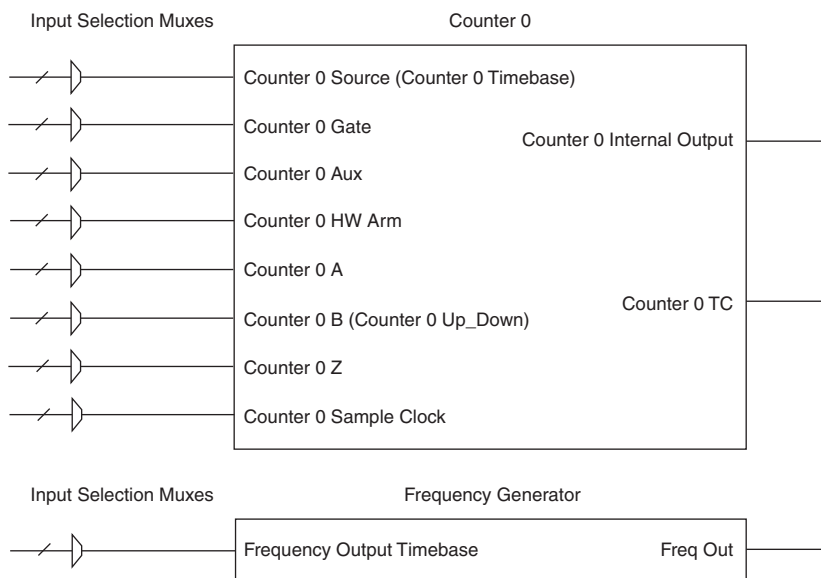 Input Selection Muxes
Counter 0
Counter 0 Source (Counter 0 Timebase)
Counter 0 Gate
Counter 0 Internal Output
Counter 0 Aux
Counter 0 HW Arm
Counter 0 A
Counter 0 TC
Counter 0 B (Counter 0 Up_Down)
Counter 0 Z
Counter 0 Sample Clock
Input Selection Muxes
Frequency Generator
Frequency Output Timebase
Freq Out